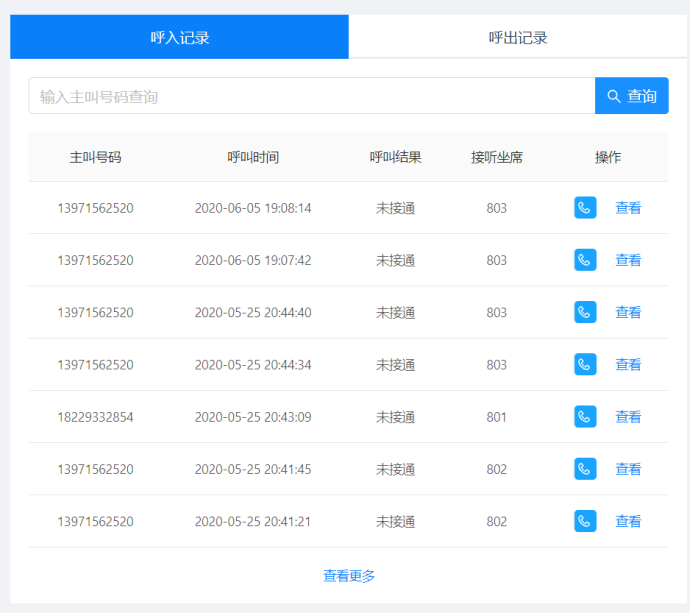 呼入记录 呼出记录
输入主叫号码查询 查询
主叫号码 呼叫时间 呼叫结果 接听坐席 操作
13971562520 2020-06-05 19:08:14 未接通 803 查看
13971562520 2020-06-05 19:07:42 未接通 803 查看
13971562520 2020-05-25 20:44:40 未接通 803 查看
13971562520 2020-05-25 20:44:34 未接通 803 查看
18229332854 2020-05-25 20:43:09 未接通 801 查看
13971562520 2020-05-25 20:41:45 未接通 802 查看
13971562520 2020-05-25 20:41:21 未接通 802 查看
查看更多